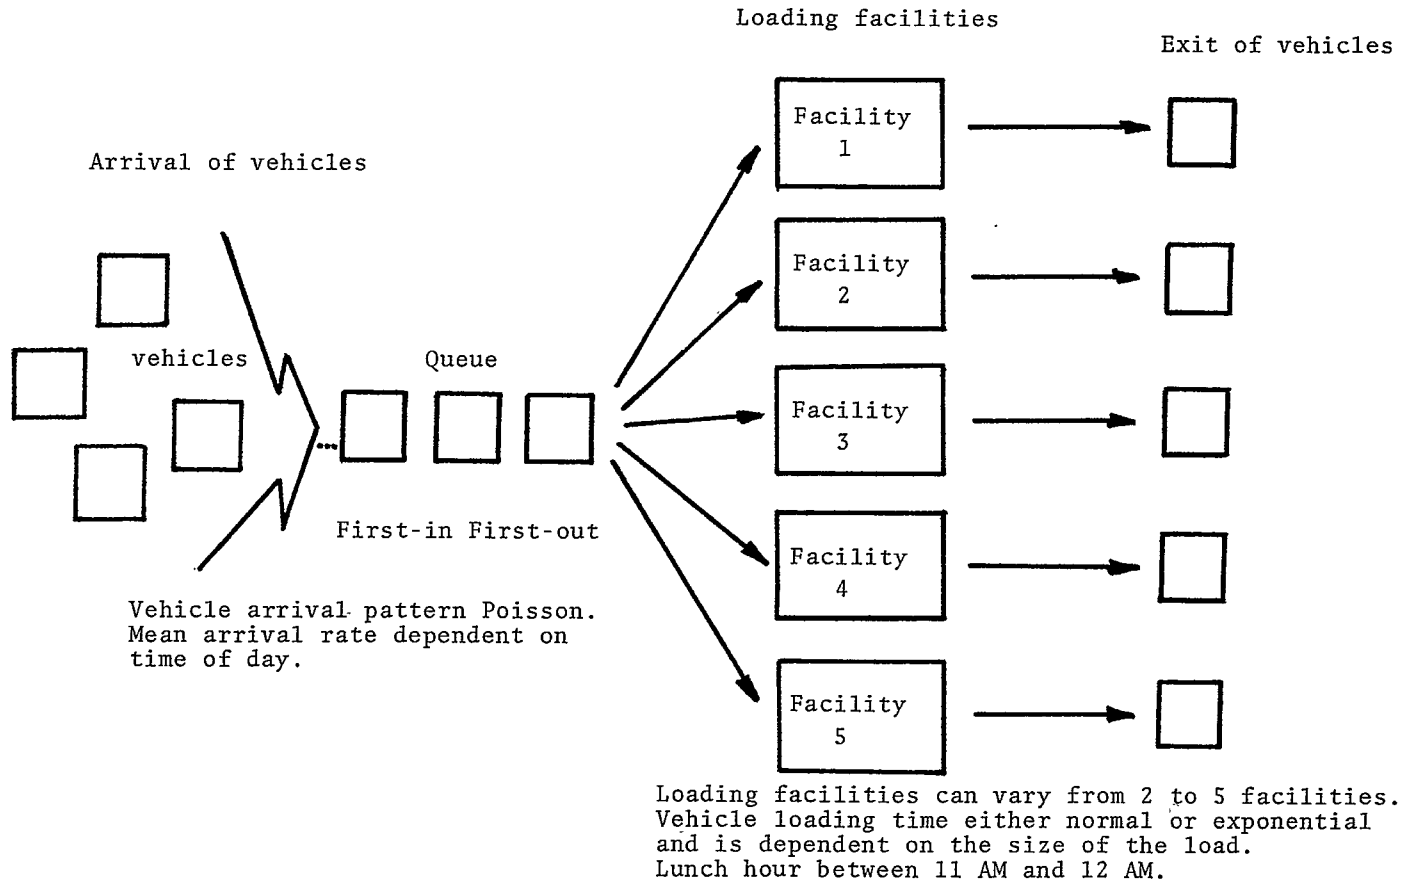 Loading facilities
Exit of vehicles
Arrival of vehicles
vehicles
Queue
First-in First-out
Vehicle arrival pattern Poisson.
Mean arrival rate dependent on
time of day.
Facility
1
Facility
2
Facility
3
Facility
4
Facility
5
Loading facilities can vary from 2 to 5 facilities.
Vehicle loading time either normal or exponential
and is dependent on the size of the load.
Lunch hour between 11 AM and 12 AM.